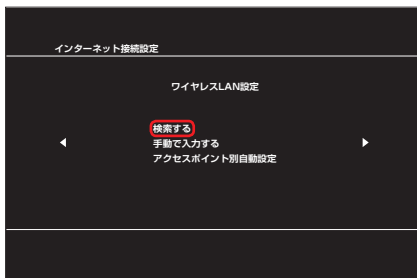 インターネット接続設定
ワイヤレスLAN設定
検索する
手動で入力する
アクセスポイント別自動設定